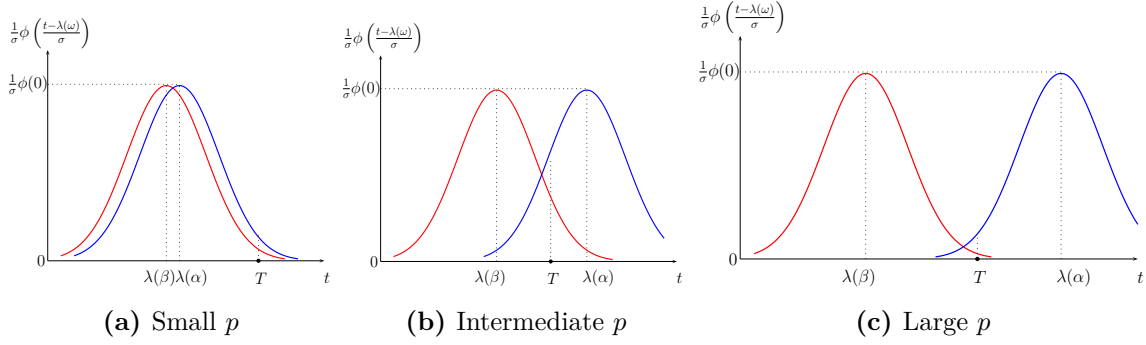 1/σ ϕ ( t−λ(ω) / σ )
1/σ ϕ(0)
0
λ(β)λ(α)
T
t
(a) Small p
1/σ ϕ ( t−λ(ω) / σ )
1/σ ϕ(0)
0
λ(β)
T
λ(α)
t
(b) Intermediate p
1/σ ϕ ( t−λ(ω) / σ )
1/σ ϕ(0)
0
λ(β)
T
λ(α)
t
(c) Large p